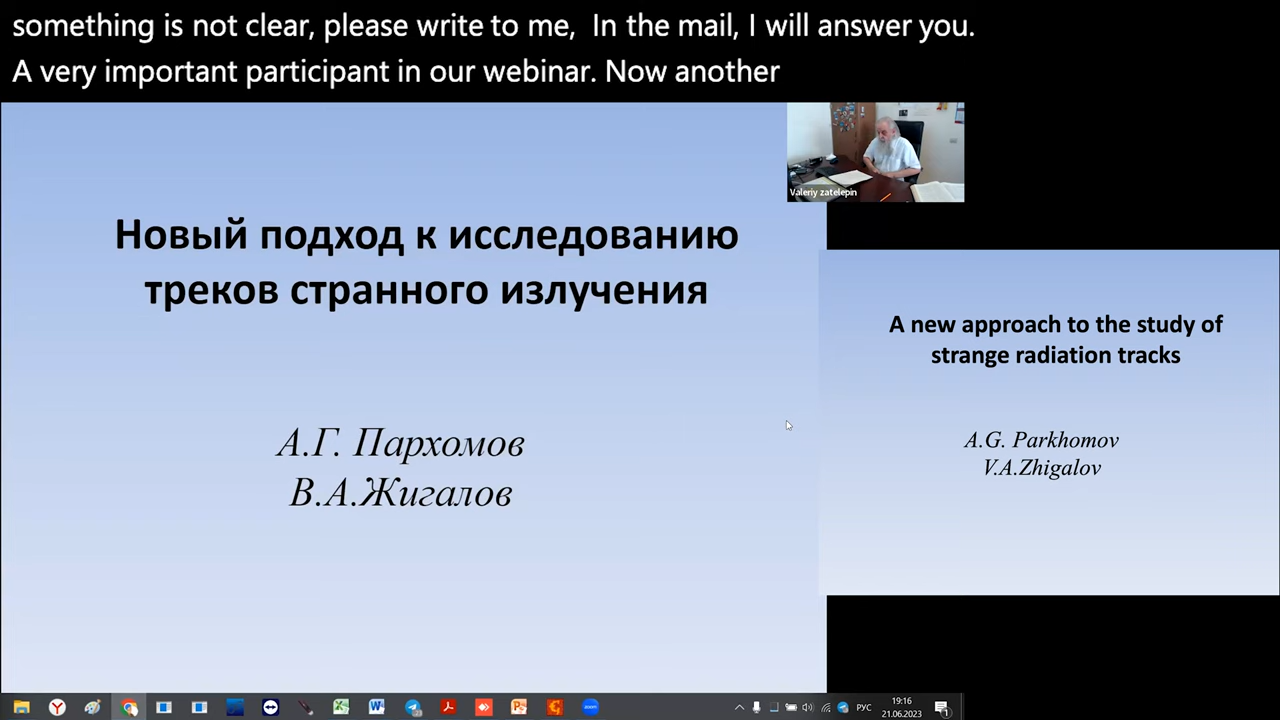 something is not clear, please write to me,  In the mail, I will answer you.
A very important participant in our webinar. Now another
Valeriy zatelepin
Новый подход к исследованию
треков странного излучения
А.Г. Пархомов
В.А.Жигалов
A new approach to the study of
strange radiation tracks
A.G. Parkhomov
V.A.Zhigalov
РУС
19:16
21.06.2023
1